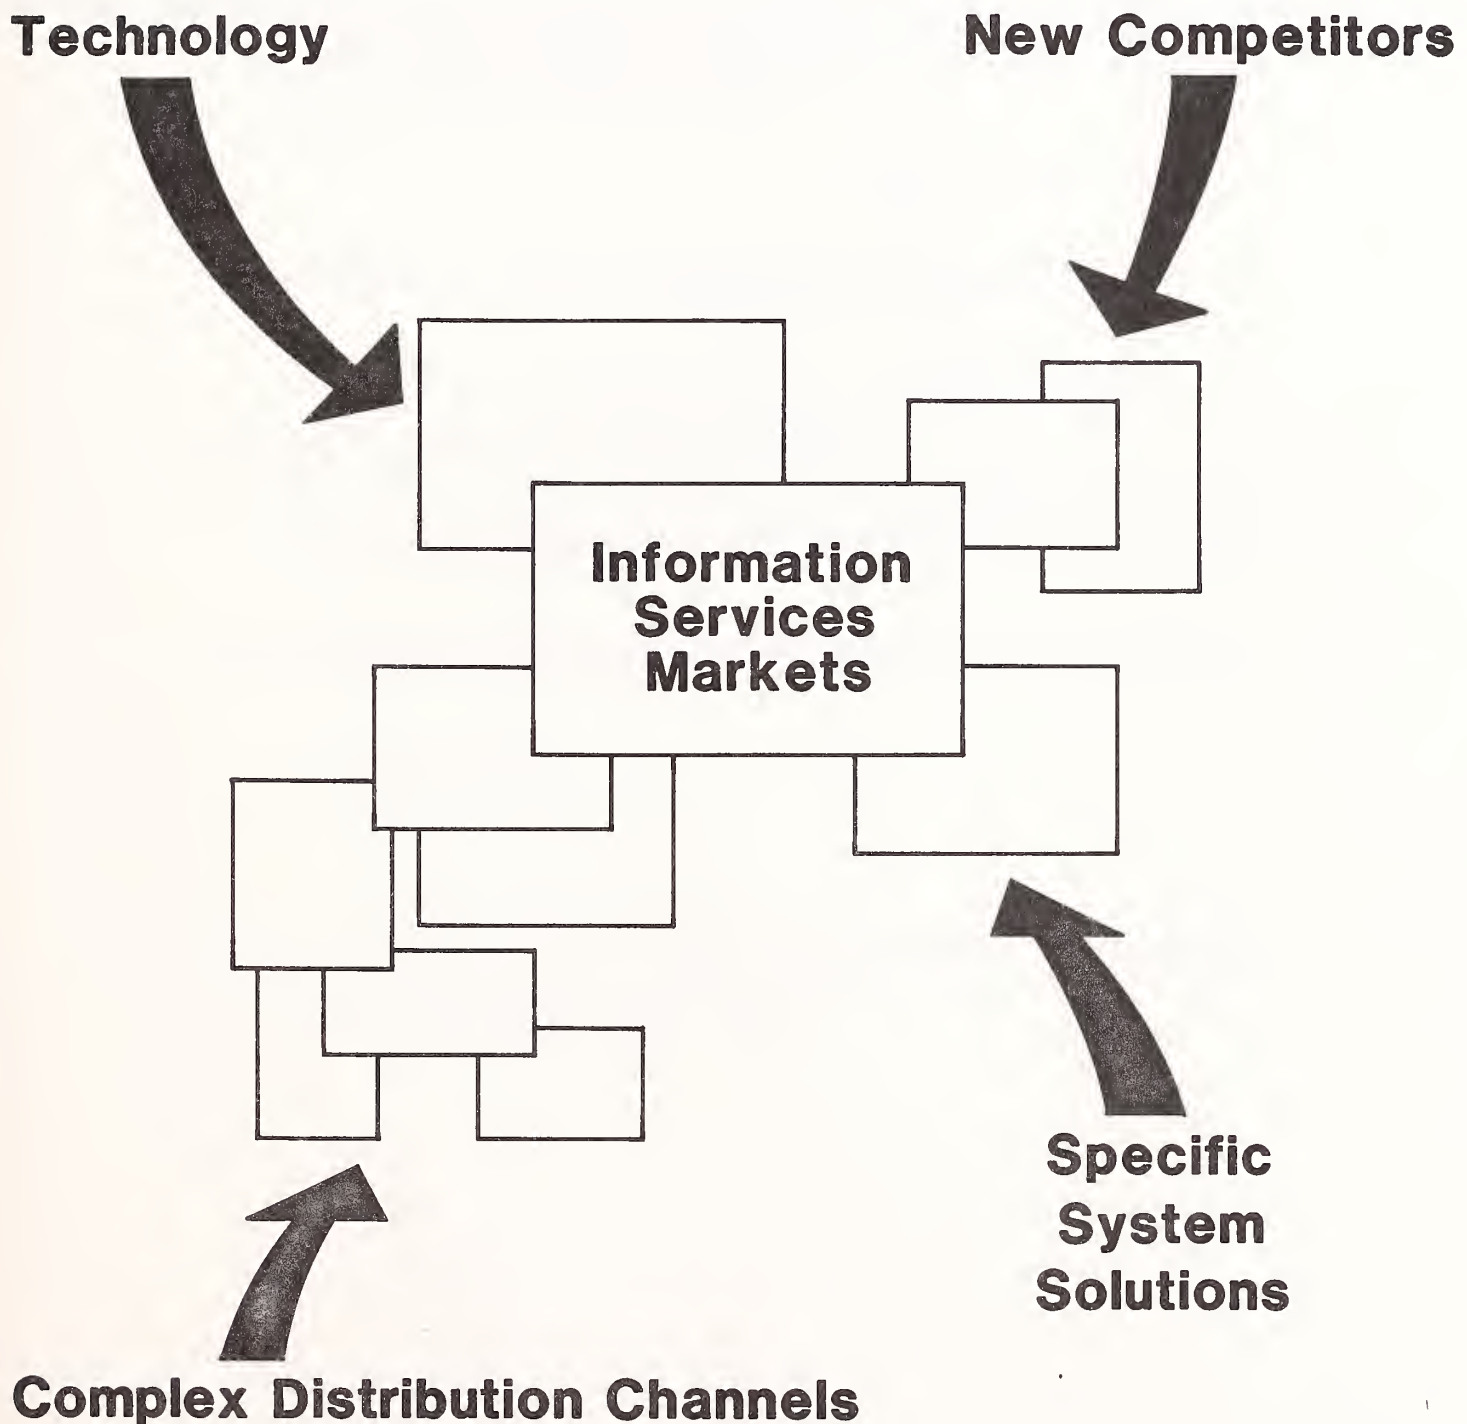 Technology
New Competitors
Information
Services
Markets
Specific
System
Solutions
Complex Distribution Channels